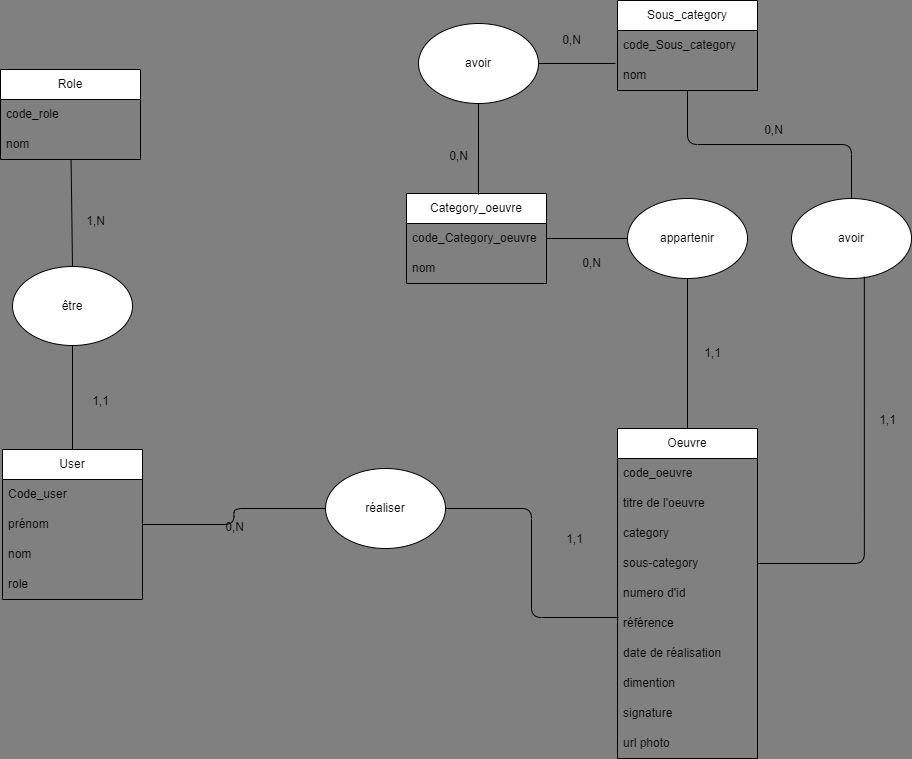 Sous_category
code_Sous_category
nom
0,N
avoir
Role
code_role
nom
0,N
0,N
Category_oeuvre
code_Category_oeuvre
nom
appartenir
avoir
0,N
1,N
être
1,1
1,1
1,1
User
Code_user
prénom
nom
role
0,N
réaliser
1,1
Oeuvre
code_oeuvre
titre de l'oeuvre
category
sous-category
numero d'id
référence
date de réalisation
dimention
signature
url photo